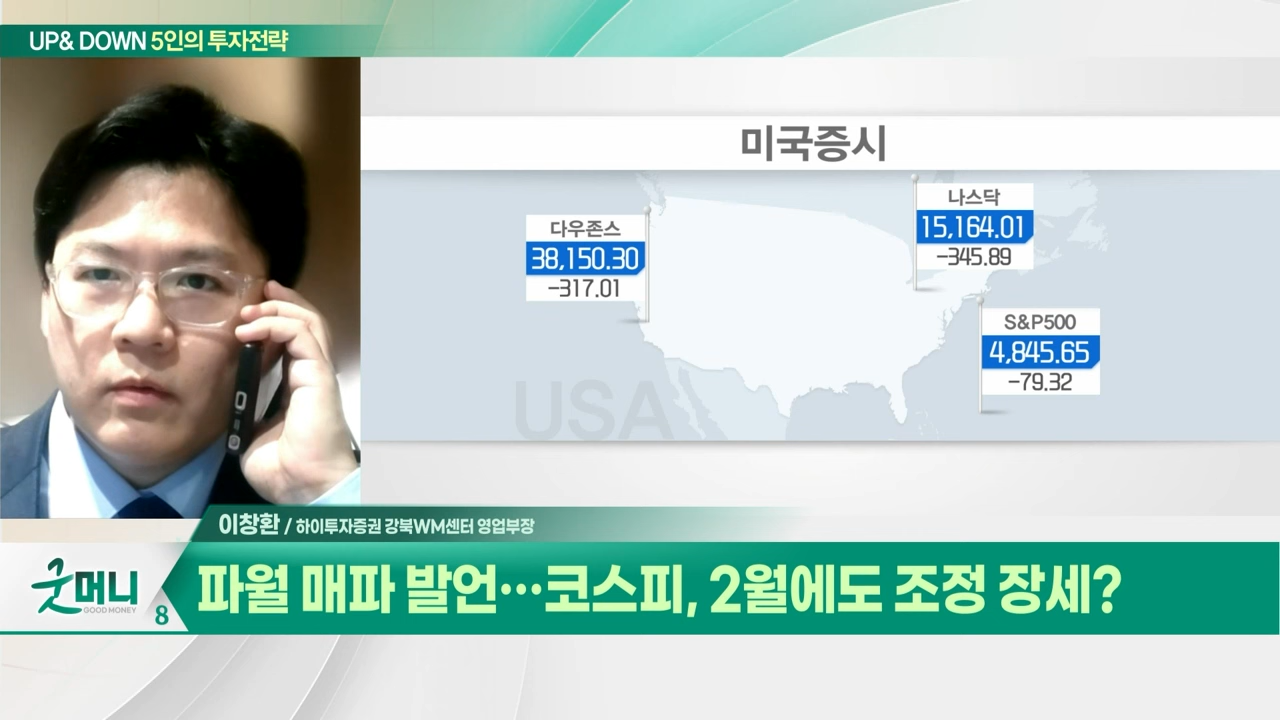 UP& DOWN 5인의 투자전략
미국증시
다우존스
38,150.30
-317.01
나스닥
15,164.01
-345.89
S&P500
4,845.65
-79.32
USA
이창환 / 하이투자증권 강북WM센터 영업부장
굿머니
GOOD MONEY
8
파월 매파 발언…코스피, 2월에도 조정 장세?